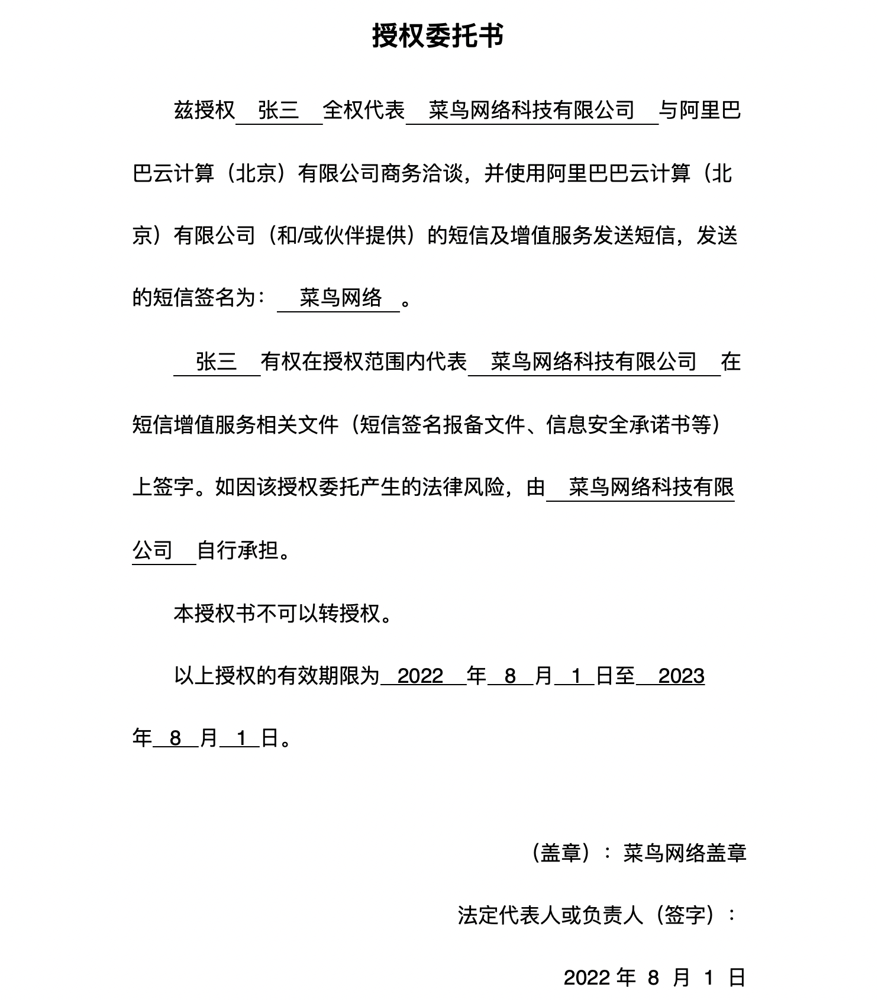 授权委托书
兹授权 张三 全权代表 菜鸟网络科技有限公司 与阿里巴
巴云计算（北京）有限公司商务洽谈，并使用阿里巴巴云计算（北
京）有限公司（和/或伙伴提供）的短信及增值服务发送短信，发送
的短信签名为： 菜鸟网络 。
张三 有权在授权范围内代表 菜鸟网络科技有限公司 在
短信增值服务相关文件（短信签名报备文件、信息安全承诺书等）
上签字。如因该授权委托产生的法律风险，由 菜鸟网络科技有限
公司 自行承担。
本授权书不可以转授权。
以上授权的有效期限为 2022 年 8 月 1 日至 2023
年 8 月 1 日。
（盖章）：菜鸟网络盖章
法定代表人或负责人（签字）：
2022 年 8 月 1 日